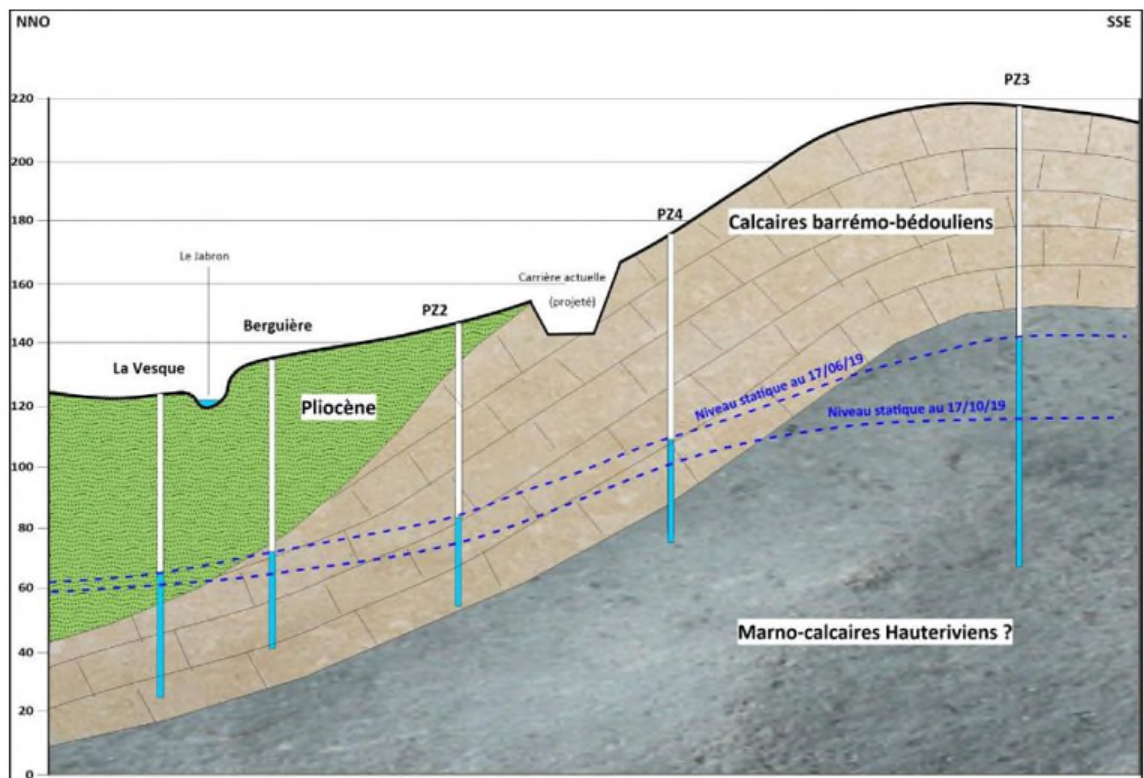 NNO
SSE
PZ3
220
200
180
160
140
120
100
80
60
40
20
0
PZ4
Calcaires barrémo-bédouliens
Le Jabron
Carrière actuelle
(projeté)
PZ2
Berguière
La Vesque
Pliocène
Niveau statique au 17/06/19
Niveau statique au 17/10/19
Marno-calcaires Hauteriviens ?